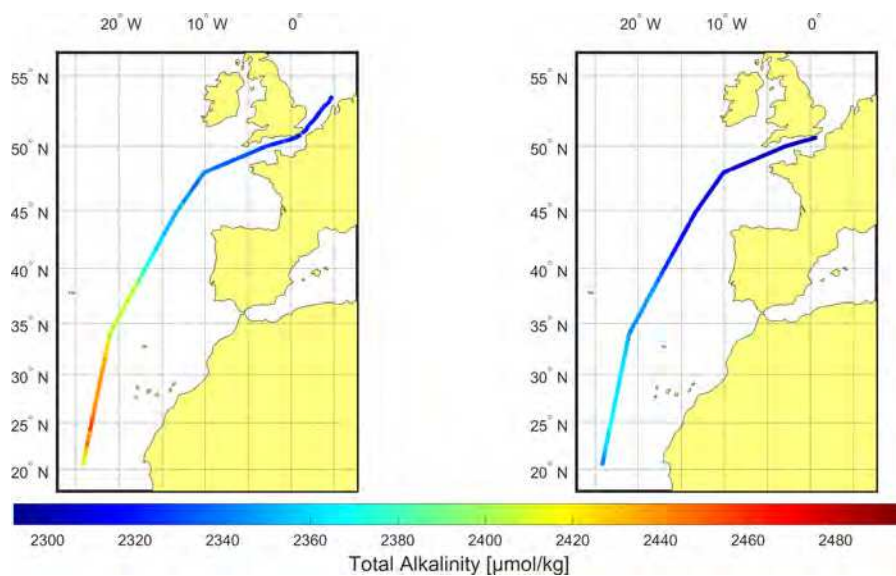 20° W 10° W 0° 20° W 10° W 0°
55° N 55° N
50° N 50° N
45° N 45° N
40° N 40° N
35° N 35° N
30° N 30° N
25° N 25° N
20° N 20° N
2300 2320 2340 2360 2380 2400 2420 2440 2460 2480
Total Alkalinity [µmol/kg]